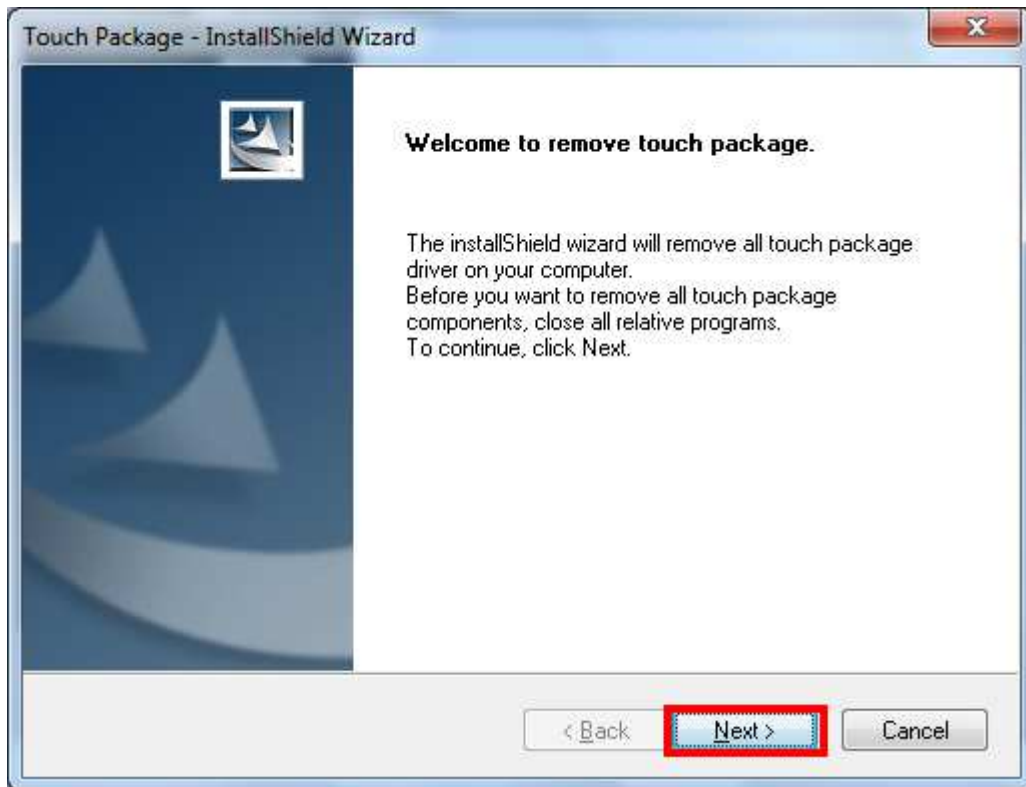 Touch Package - InstallShield Wizard
Welcome to remove touch package.
The installShield wizard will remove all touch package
driver on your computer.
Before you want to remove all touch package
components, close all relative programs.
To continue, click Next.
< Back
Next >
Cancel